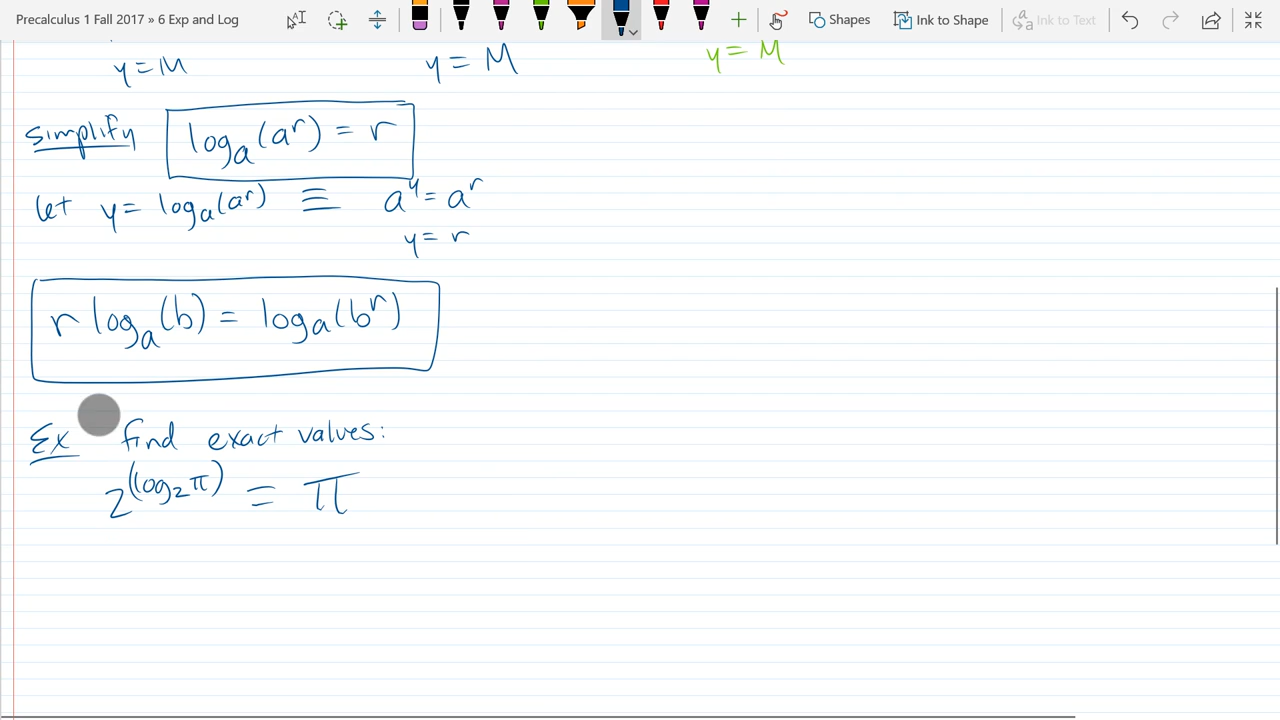 Precalculus 1 Fall 2017 » 6 Exp and Log
Shapes
Ink to Shape
Ink to Text
y = M
y = M
y = M
simplify logₐ(aʳ) = r
let y = logₐ(aʳ) ≡ aʸ = aʳ
y = r
r logₐ(b) = logₐ(bʳ)
Ex find exact values:
2^(log₂π) = π